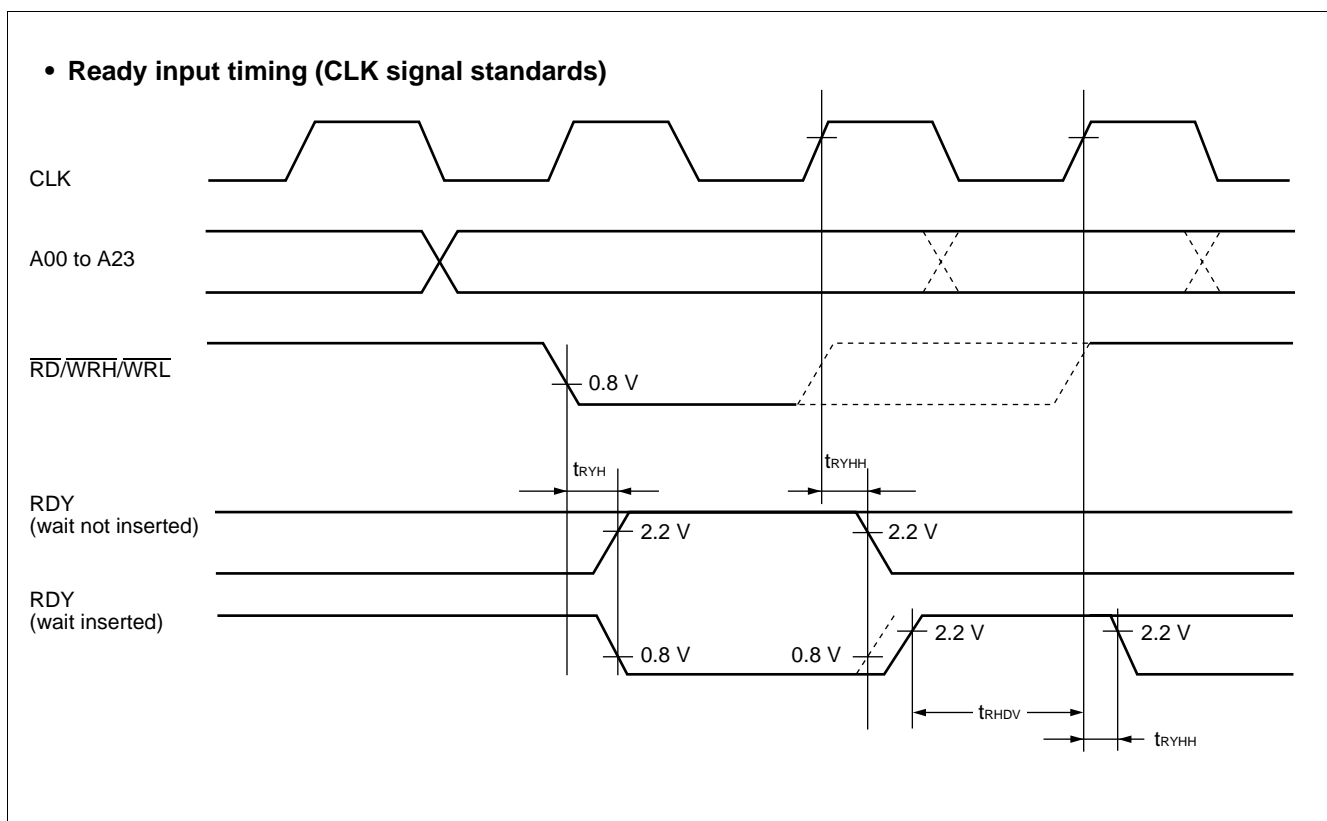 • Ready input timing (CLK signal standards)
CLK
A00 to A23
RD/WRH/WRL
0.8 V
tRYH
tRYHH
RDY
(wait not inserted)
2.2 V
2.2 V
RDY
(wait inserted)
2.2 V
2.2 V
0.8 V
0.8 V
tRHDV
tRYHH